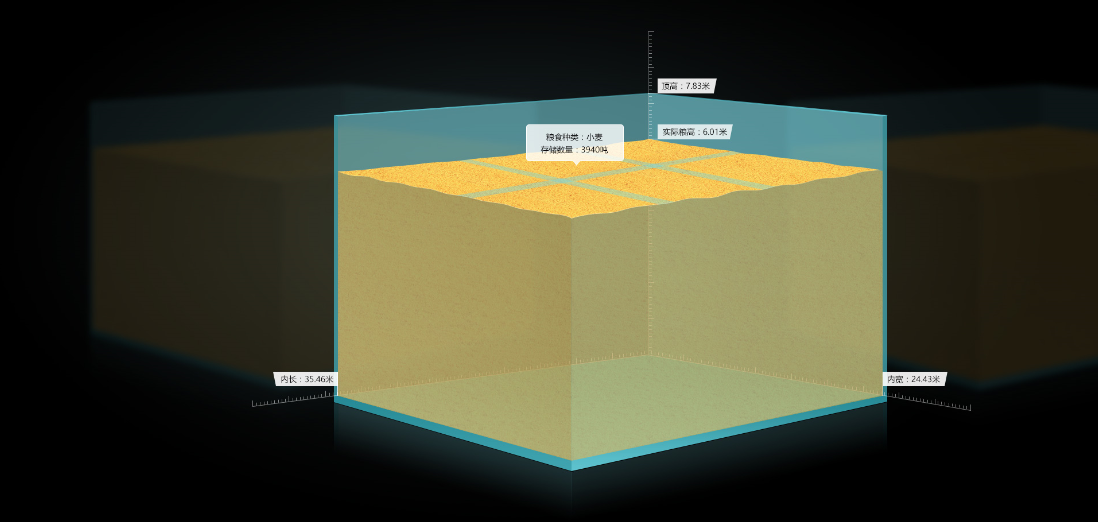 顶高：7.83米
实际粮高：6.01米
粮食种类：小麦
存储数量：3940吨
内长：35.46米
内宽：24.43米